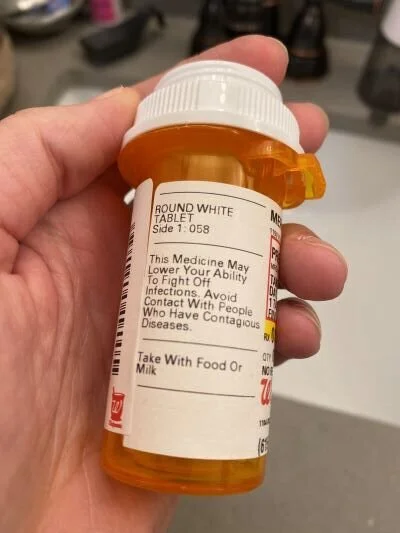 ROUND WHITE
TABLET
Side 1: 058
This Medicine May
Lower Your Ability
To Fight Off
Infections. Avoid
Contact With People
Who Have Contagious
Diseases.
Take With Food Or
Milk
QTY